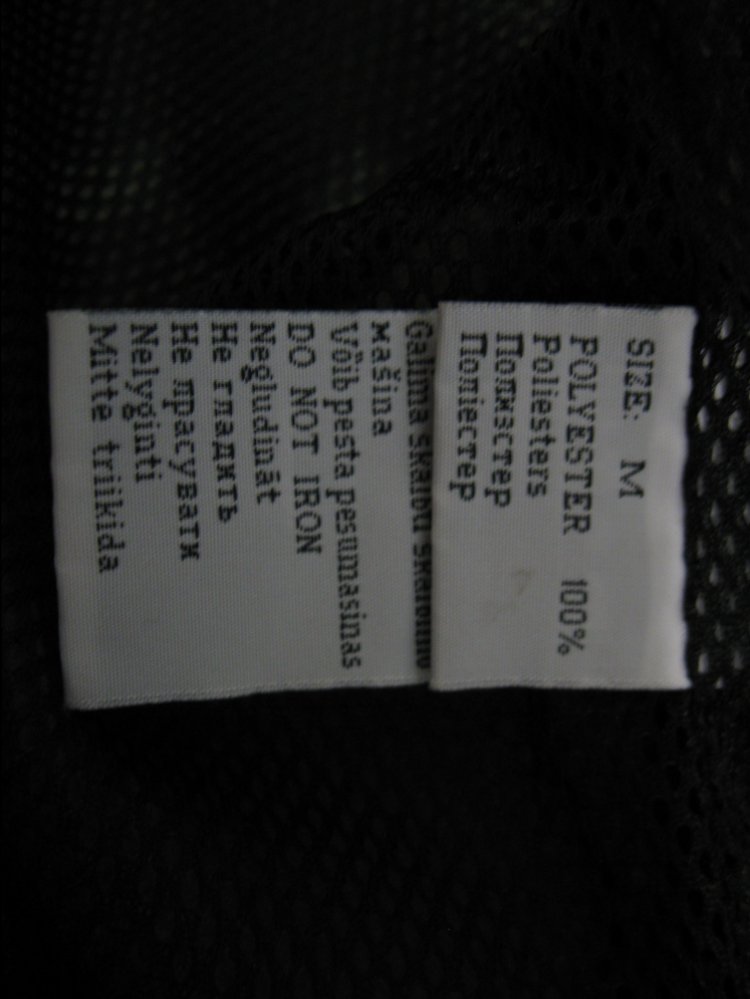 SIZE: M
POLYESTER 100%
Poliesters
Полиэстер
Поліестер
Galima skalbti skalbimo
мašina
Võib pesta pesumasinas
DO NOT IRON
Negludināt
Не гладить
Не прасувати
Nelyginti
Mitte triikida